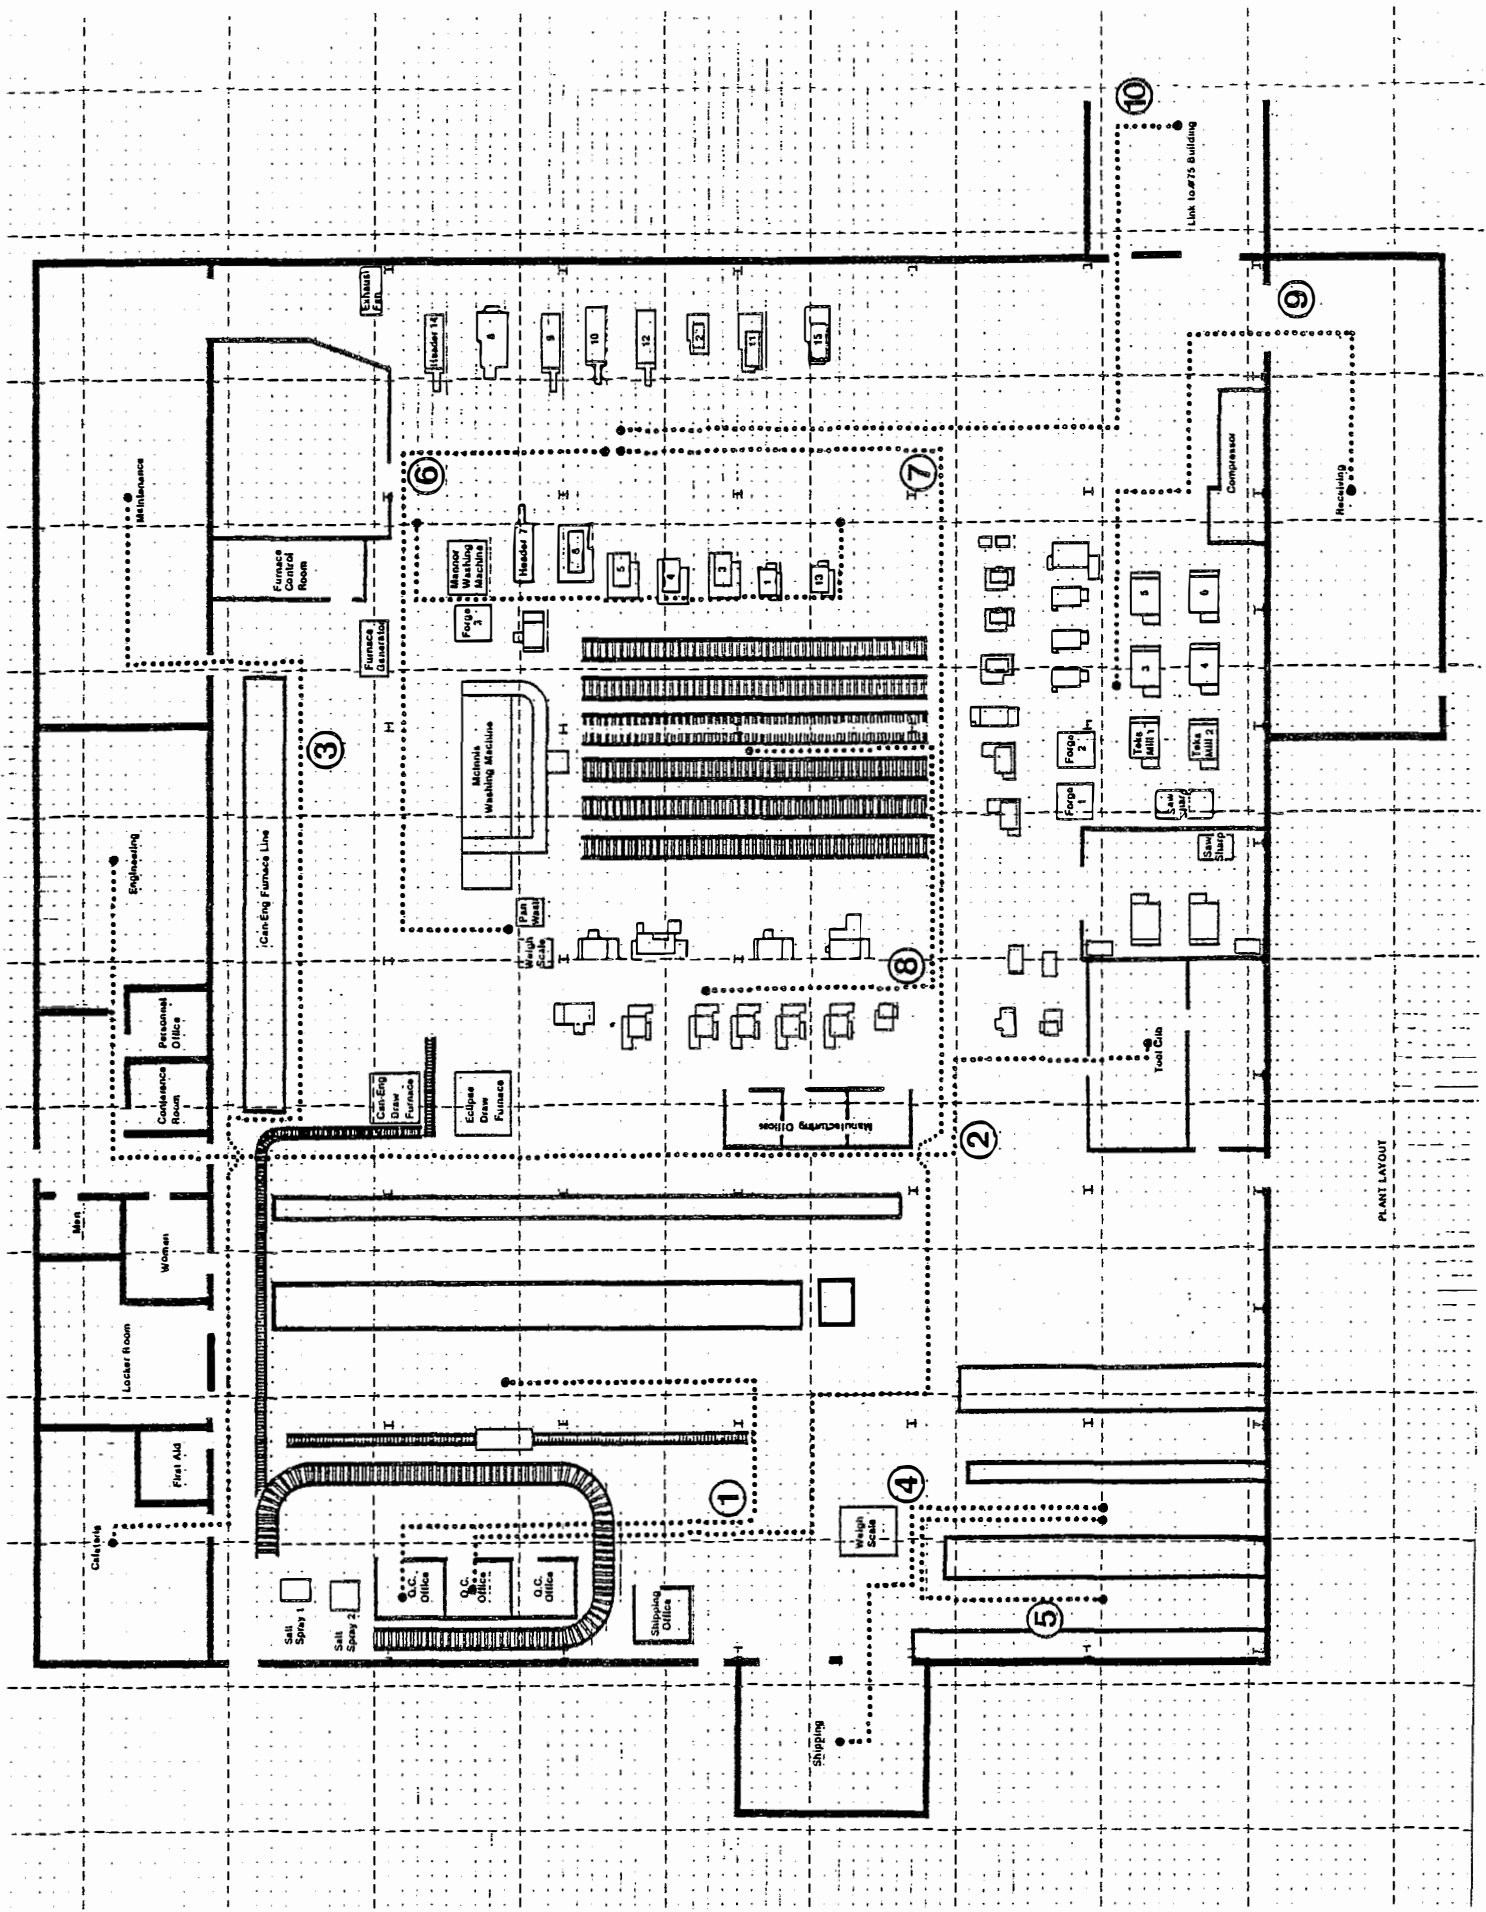 Maintenance
Engineering
Personnel
Office
Conference
Room
Men
Women
Locker Room
First Aid
Cafeteria
Furnace
Control
Room
Exhaust
Fan
Furnace
Generator
Can-Eng Furnace Line
3
Header 14
8
9
10
12
2
11
15
6
7
Mannor
Washing
Machine
Header 7
6
5
4
3
1
13
Forge
3
McInnis
Washing Machine
Pan
Wash
Weigh
Scale
8
Can-Eng
Draw
Furnace
Eclipse
Draw
Furnace
Manufacturing Offices
2
Salt
Spray 1
Salt
Spray 2
Q.C.
Office
Q.C.
Office
Q.C.
Office
Shipping
Office
1
Weigh
Scale
4
5
Shipping
10
Link to #75 Building
9
Compressor
Receiving
5
6
3
4
Teks
Mill 1
Teks
Mill 2
Forge
2
Forge
1
Saw
Sharp
Saw
Sharp
Tool Crib
PLANT LAYOUT